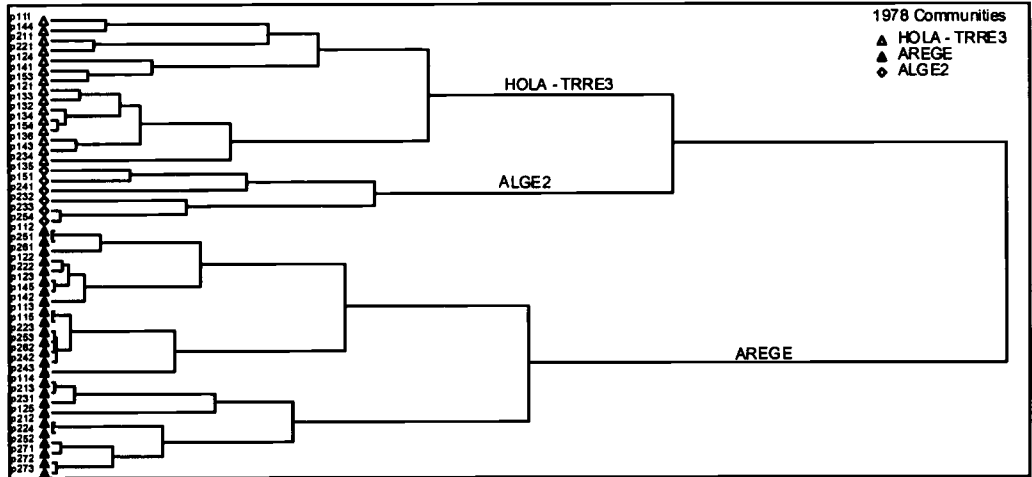 1978 Communities
HOLA - TRRE3
AREGE
ALGE2
p111
p144
p211
p221
p124
p141
p153
p121
p133
p132
p134
p154
p136
p143
p234
p135
p151
p241
p232
p233
p254
p112
p251
p261
p122
p222
p123
p145
p142
p113
p115
p223
p253
p262
p242
p243
p114
p213
p231
p125
p212
p224
p252
p271
p272
p273
HOLA - TRRE3
ALGE2
AREGE